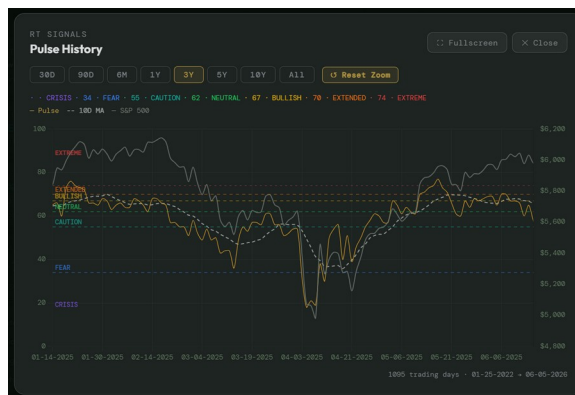 RT SIGNALS
Pulse History
Fullscreen
× Close
30D 90D 6M 1Y 3Y 5Y 10Y All ↺ Reset Zoom
·· CRISIS · 34 · FEAR · 55 · CAUTION · 62 · NEUTRAL · 67 · BULLISH · 70 · EXTENDED · 74 · EXTREME
— Pulse -- 10D MA — S&P 500
100
80
60
40
20
0
EXTREME
EXTENDED
BULLISH
NEUTRAL
CAUTION
FEAR
CRISIS
$6,200
$6,000
$5,800
$5,600
$5,400
$5,200
$5,000
$4,800
01-14-2025 01-30-2025 02-14-2025 03-04-2025 03-19-2025 04-03-2025 04-21-2025 05-06-2025 05-21-2025 06-06-2025
1095 trading days · 01-25-2022 → 06-05-2026